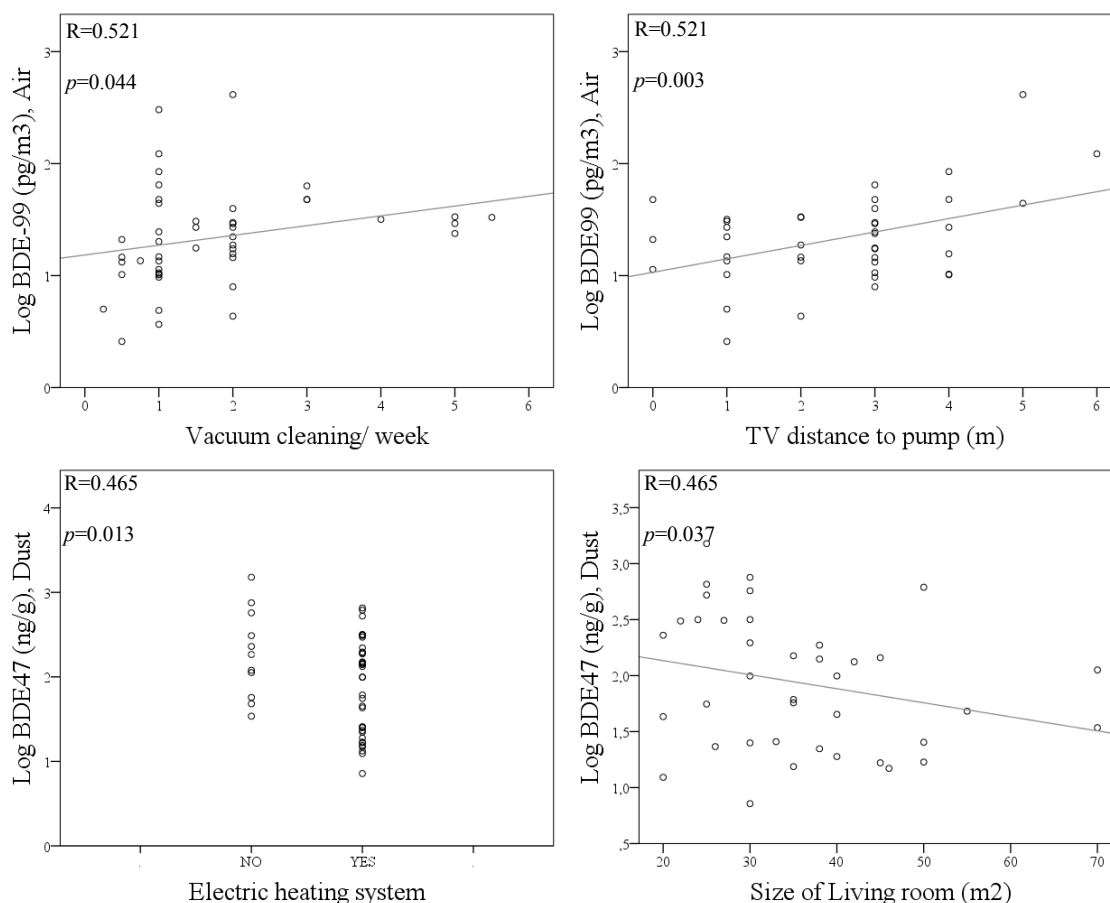 R=0.521
p=0.044
Log BDE-99 (pg/m3), Air
3
2
1
0
0 1 2 3 4 5 6
Vacuum cleaning/ week
R=0.521
p=0.003
Log BDE99 (pg/m3), Air
3
2
1
0
0 1 2 3 4 5 6
TV distance to pump (m)
R=0.465
p=0.013
Log BDE47 (ng/g), Dust
4
3
2
1
0
. NO YES .
Electric heating system
R=0.465
p=0.037
Log BDE47 (ng/g), Dust
3,5
3,0
2,5
2,0
1,5
1,0
,5
20 30 40 50 60 70
Size of Living room (m2)